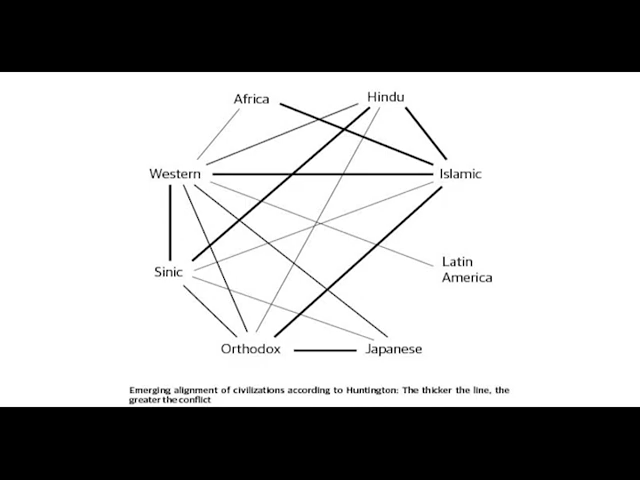 Africa
Hindu
Western
Islamic
Sinic
Latin
America
Orthodox
Japanese
Emerging alignment of civilizations according to Huntington: The thicker the line, the
greater the conflict